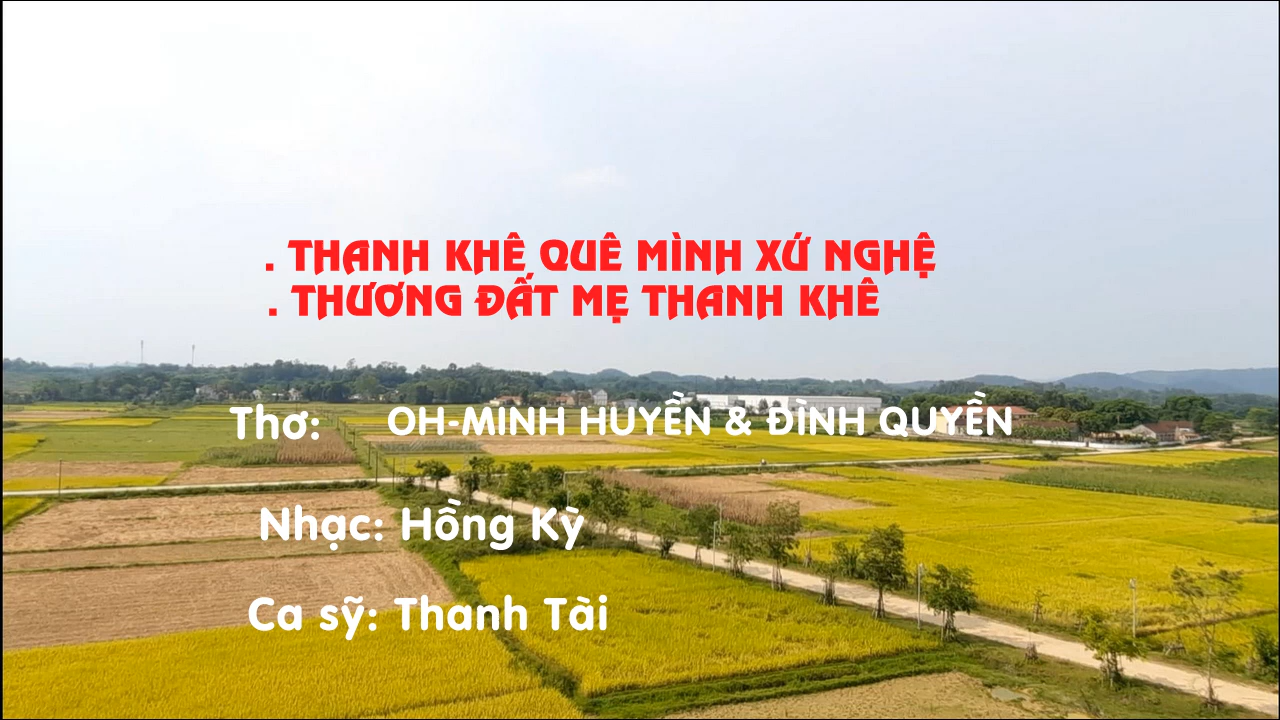 . THANH KHÊ QUÊ MÌNH XỨ NGHỆ
. THƯƠNG ĐẤT MẸ THANH KHÊ
Thơ: OH-MINH HUYỀN & ĐÌNH QUYỀN
Nhạc: Hồng Kỳ
Ca sỹ: Thanh Tài